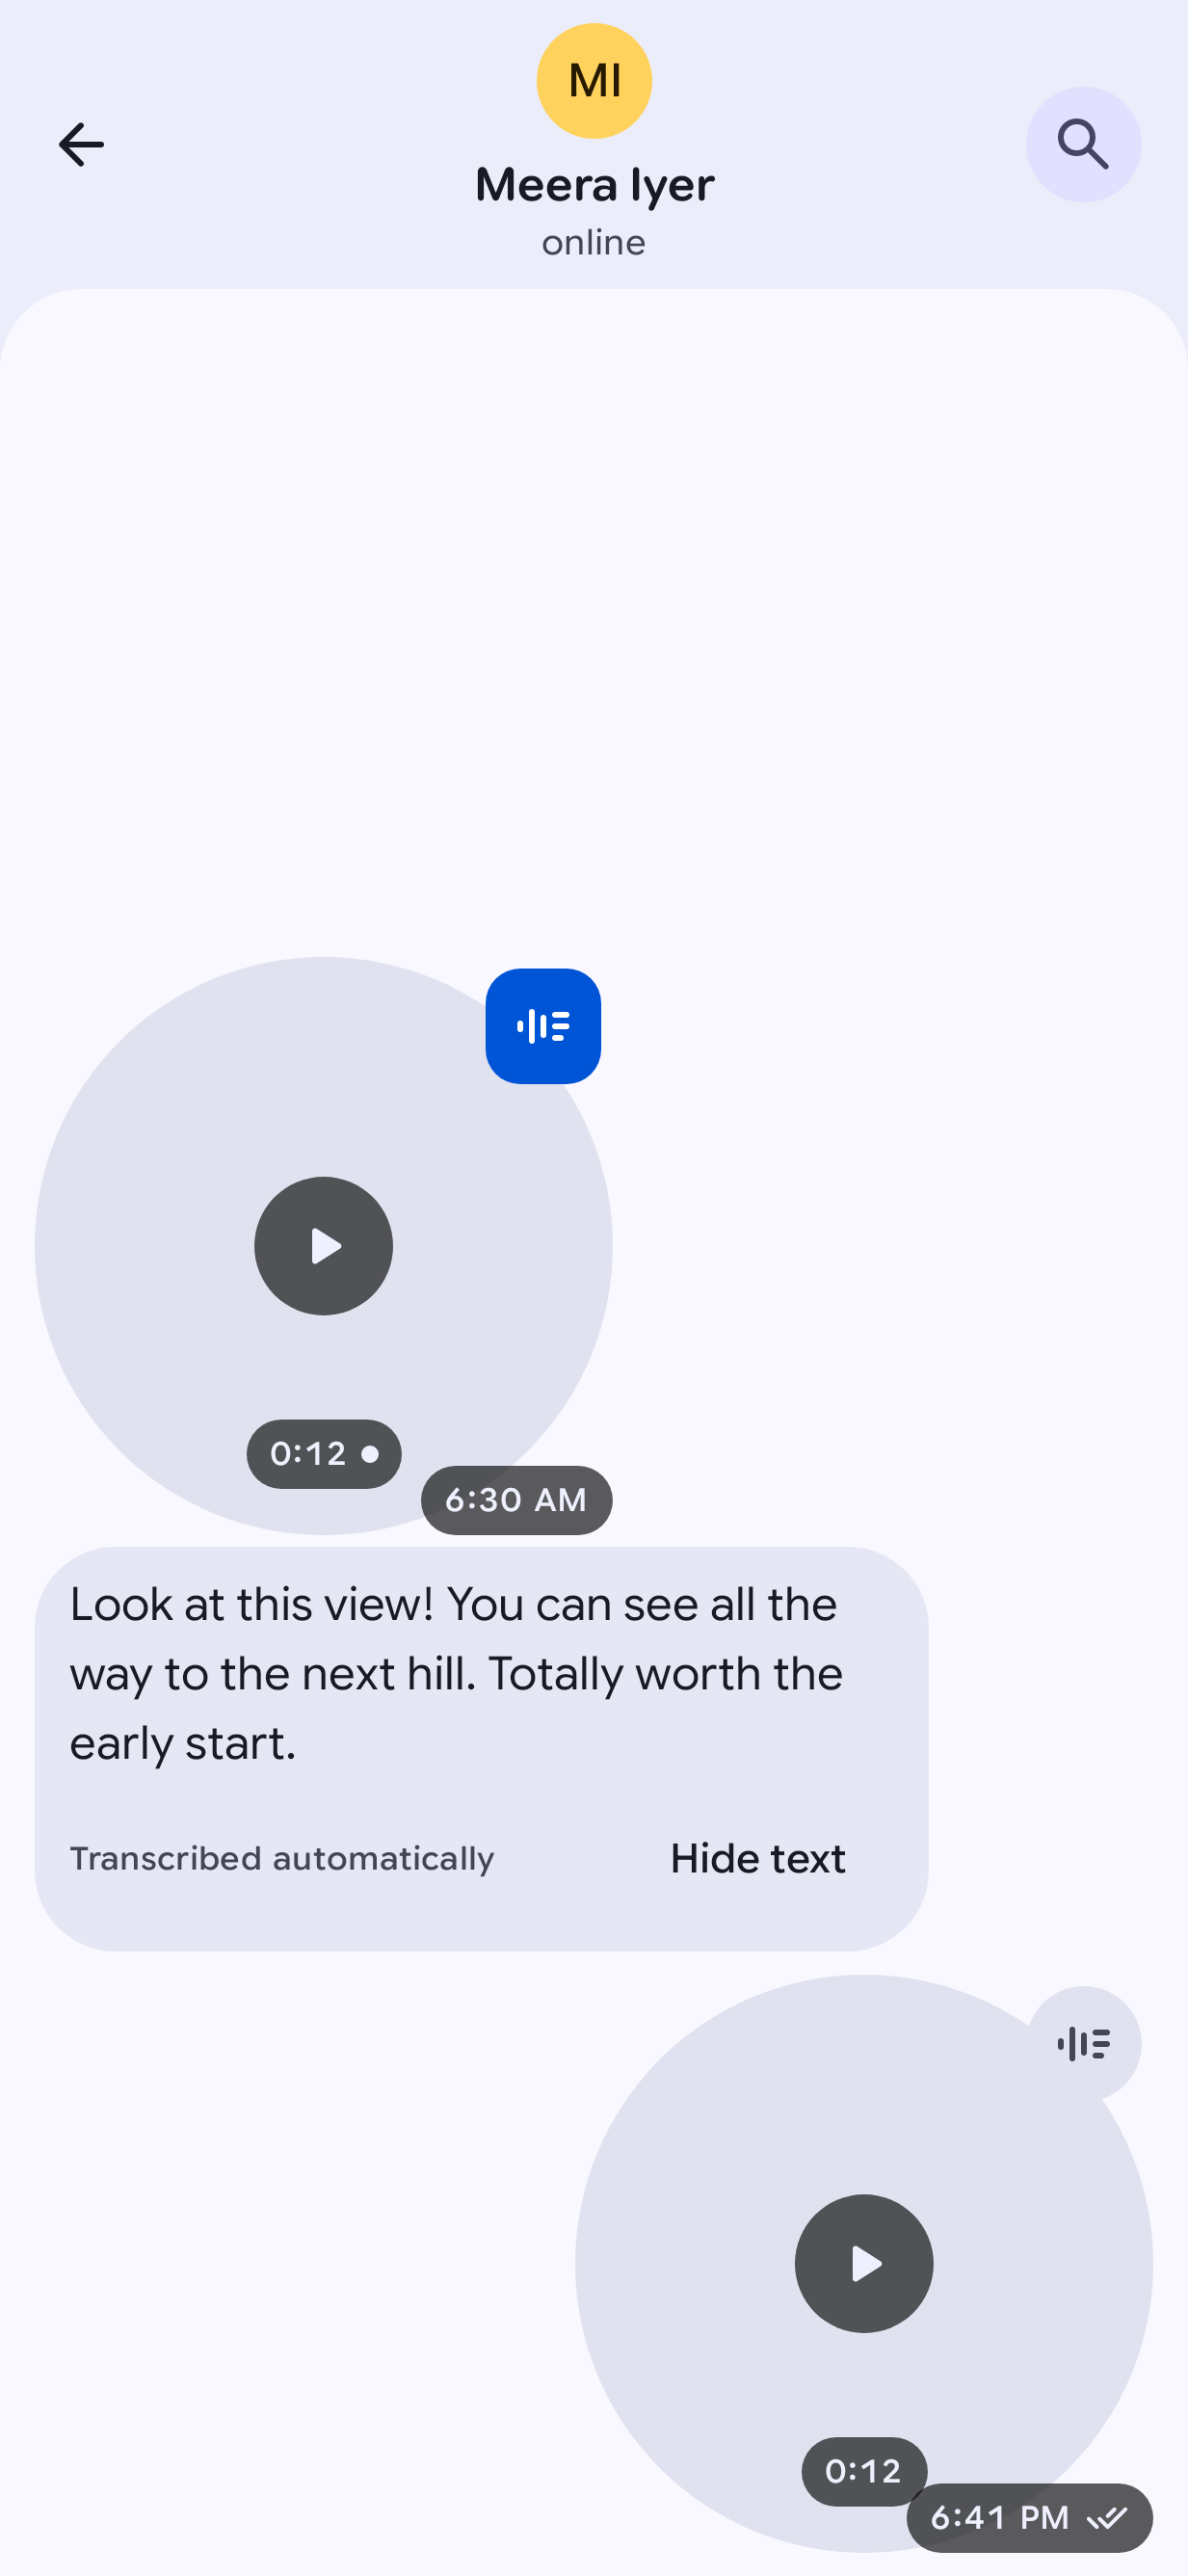 MI
Meera Iyer
online
0:12
6:30 AM
Look at this view! You can see all the
way to the next hill. Totally worth the
early start.
Transcribed automatically
Hide text
0:12
6:41 PM